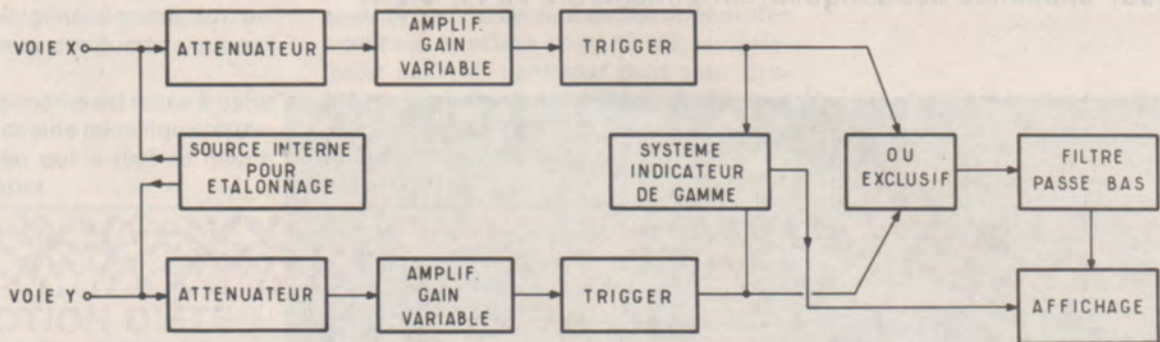 VOIE X
ATTENUATEUR
AMPLIF.
GAIN
VARIABLE
TRIGGER
SOURCE INTERNE
POUR
ETALONNAGE
SYSTEME
INDICATEUR
DE GAMME
OU
EXCLUSIF
FILTRE
PASSE BAS
VOIE Y
ATTENUATEUR
AMPLIF.
GAIN
VARIABLE
TRIGGER
AFFICHAGE